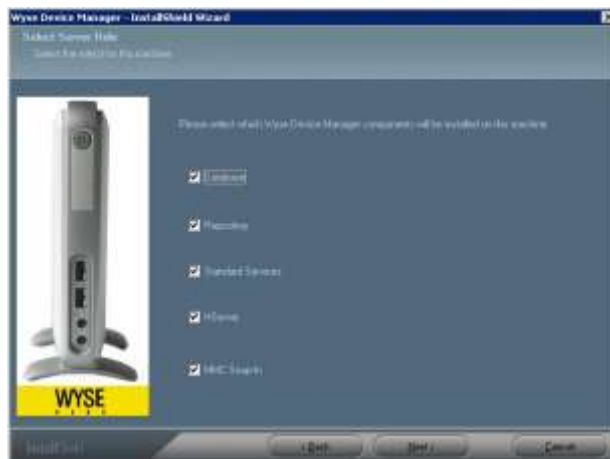 Wyse Device Manager - InstallShield Wizard
Select Server Role
Select the role(s) for this machine
Please select which Wyse Device Manager components will be installed on this machine
Database
Repository
Standard Services
HServer
MMC Snap-In
WYSE
InstallShield
< Back
Next >
Cancel